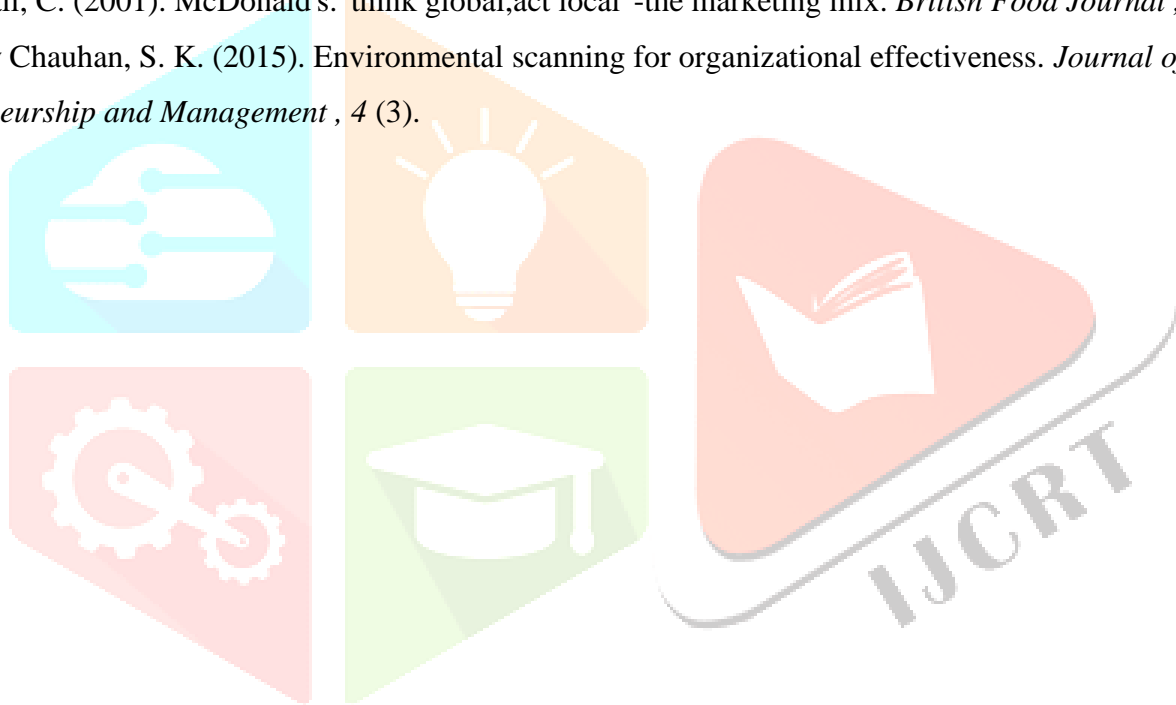 C. (2001). McDonald's: 'think global,act local'-the marketing mix. British Food Journal ,
Chauhan, S. K. (2015). Environmental scanning for organizational effectiveness. Journal of
eurship and Management , 4 (3).
IJCRT